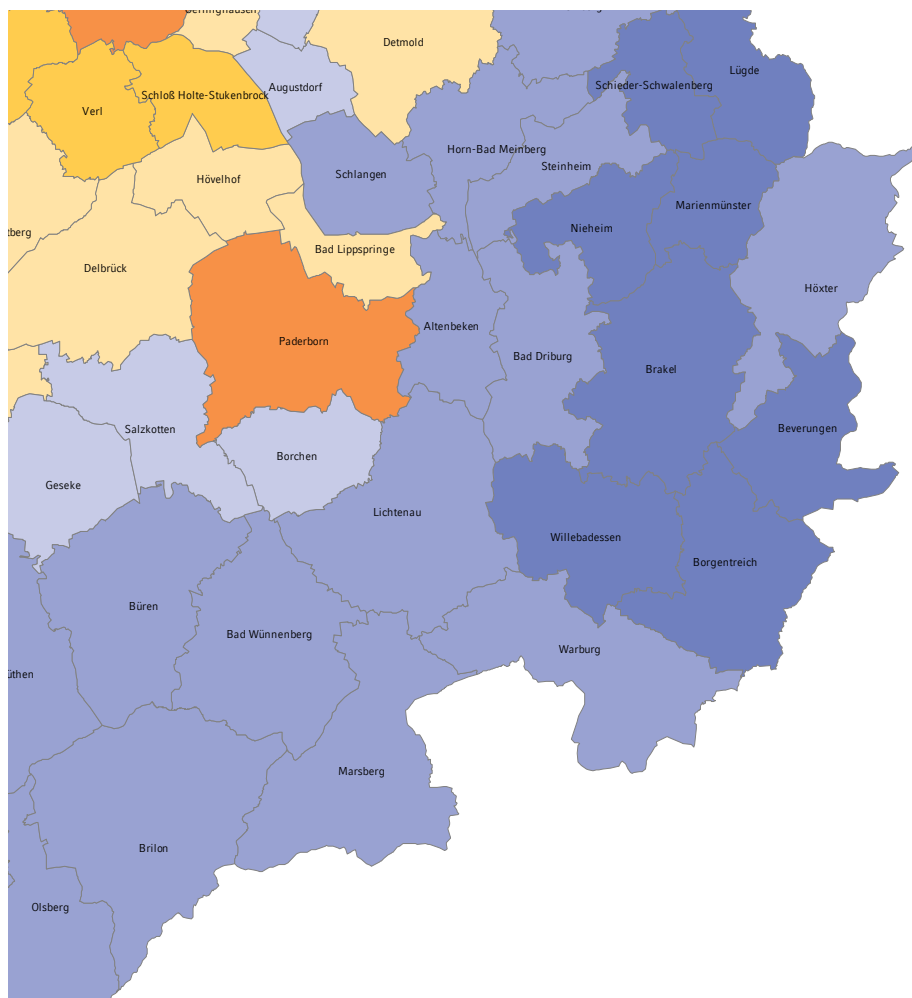 Detmold
Lügde
Schieder-Schwalenberg
Augustdorf
Schloß Holte-Stukenbrock
Verl
Horn-Bad Meinberg
Steinheim
Schlangen
Hövelhof
Marienmünster
Nieheim
tberg
Bad Lippspringe
Delbrück
Höxter
Altenbeken
Paderborn
Bad Driburg
Brakel
Salzkotten
Beverungen
Borchen
Geseke
Lichtenau
Willebadessen
Borgentreich
Büren
Bad Wünnenberg
Warburg
üthen
Marsberg
Brilon
Olsberg